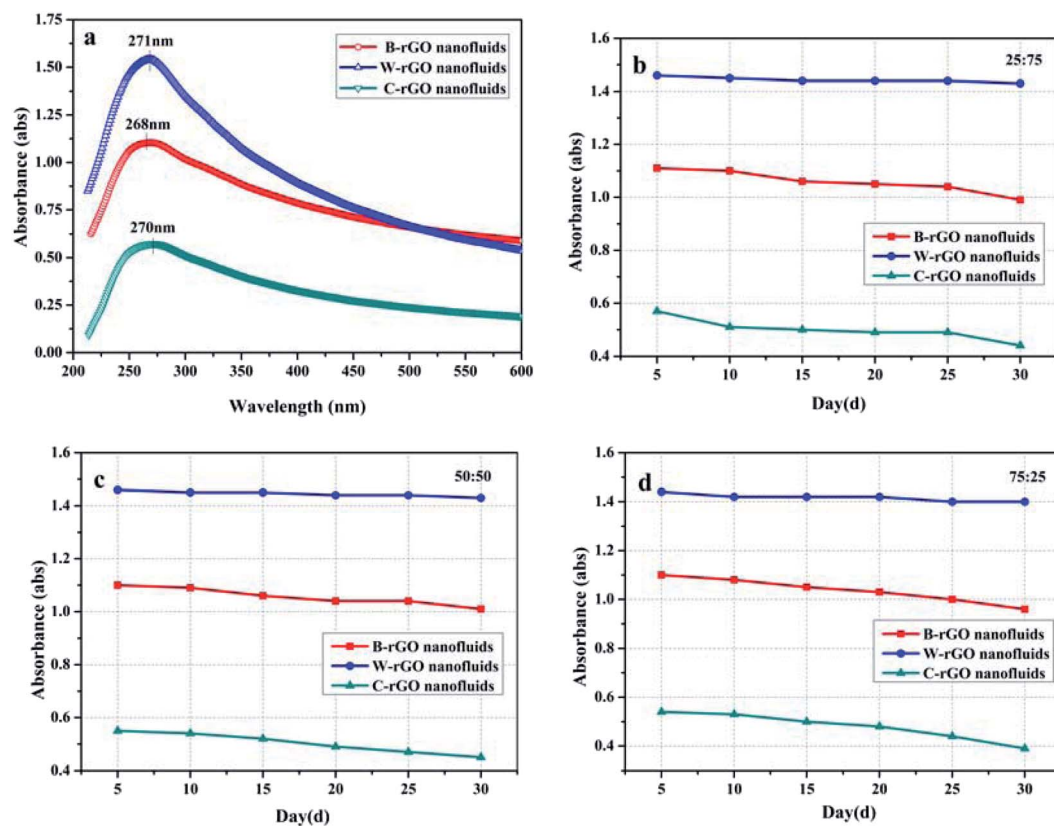 a
271nm
268nm
270nm
B-rGO nanofluids
W-rGO nanofluids
C-rGO nanofluids
Absorbance (abs)
1.75
1.50
1.25
1.00
0.75
0.50
0.25
0.00
200 250 300 350 400 450 500 550 600
Wavelength (nm)
b
25:75
B-rGO nanofluids
W-rGO nanofluids
C-rGO nanofluids
Absorbance (abs)
1.6
1.4
1.2
1.0
0.8
0.6
0.4
5 10 15 20 25 30
Day(d)
c
50:50
B-rGO nanofluids
W-rGO nanofluids
C-rGO nanofluids
Absorbance (abs)
1.6
1.4
1.2
1.0
0.8
0.6
0.4
5 10 15 20 25 30
Day(d)
d
75:25
B-rGO nanofluids
W-rGO nanofluids
C-rGO nanofluids
Absorbance (abs)
1.6
1.4
1.2
1.0
0.8
0.6
0.4
5 10 15 20 25 30
Day(d)